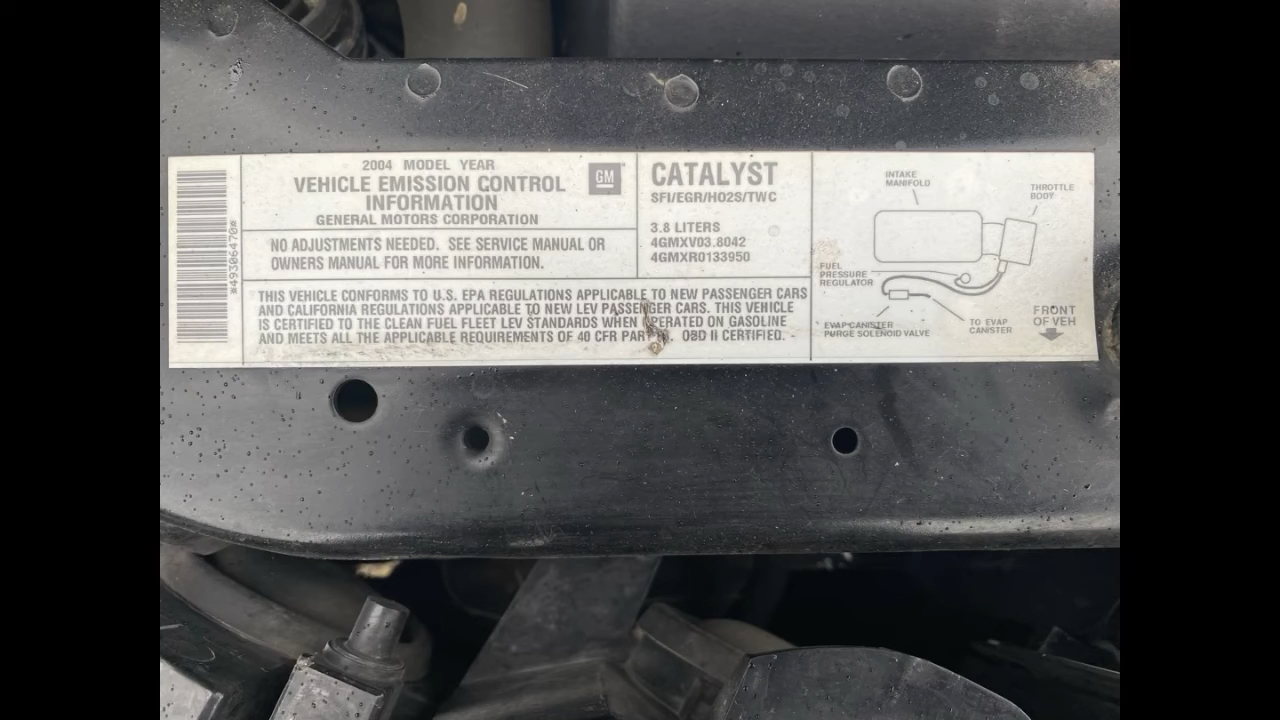 *49306470*
2004 MODEL YEAR
VEHICLE EMISSION CONTROL
INFORMATION
GENERAL MOTORS CORPORATION
GM
NO ADJUSTMENTS NEEDED. SEE SERVICE MANUAL OR
OWNERS MANUAL FOR MORE INFORMATION.
CATALYST
SFI/EGR/HO2S/TWC
3.8 LITERS
4GMXV03.8042
4GMXR0133950
THIS VEHICLE CONFORMS TO U.S. EPA REGULATIONS APPLICABLE TO NEW PASSENGER CARS
AND CALIFORNIA REGULATIONS APPLICABLE TO NEW LEV PASSENGER CARS. THIS VEHICLE
IS CERTIFIED TO THE CLEAN FUEL FLEET LEV STANDARDS WHEN OPERATED ON GASOLINE
AND MEETS ALL THE APPLICABLE REQUIREMENTS OF 40 CFR PART OBD II CERTIFIED.
INTAKE
MANIFOLD
THROTTLE
BODY
FUEL
PRESSURE
REGULATOR
EVAP CANISTER
PURGE SOLENOID VALVE
TO EVAP
CANISTER
FRONT
OF VEH